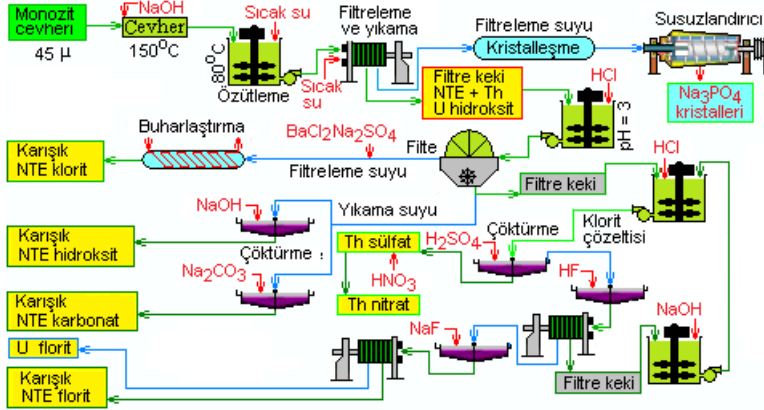 Monozit
cevheri
45 µ
NaOH
Cevher
150°C
Sıcak su
80°C
Özütleme
Sıcak
su
Filtreleme
ve yıkama
Filtreleme suyu
Kristalleşme
Susuzlandırıcı
Na3PO4
kristalleri
Filtre keki
NTE + Th
U hidroksit
HCl
pH = 3
Buharlaştırma
BaCl2Na2SO4
Filte
Filtreleme suyu
Karışık
NTE klorit
Filtre keki
HCl
NaOH
Yıkama suyu
Karışık
NTE hidroksit
Çöktürme
Na2CO3
Th sülfat
H2SO4
Çöktürme
Klorit
çözeltisi
HNO3
Th nitrat
HF
Karışık
NTE karbonat
NaF
NaOH
U florit
Filtre keki
Karışık
NTE florit